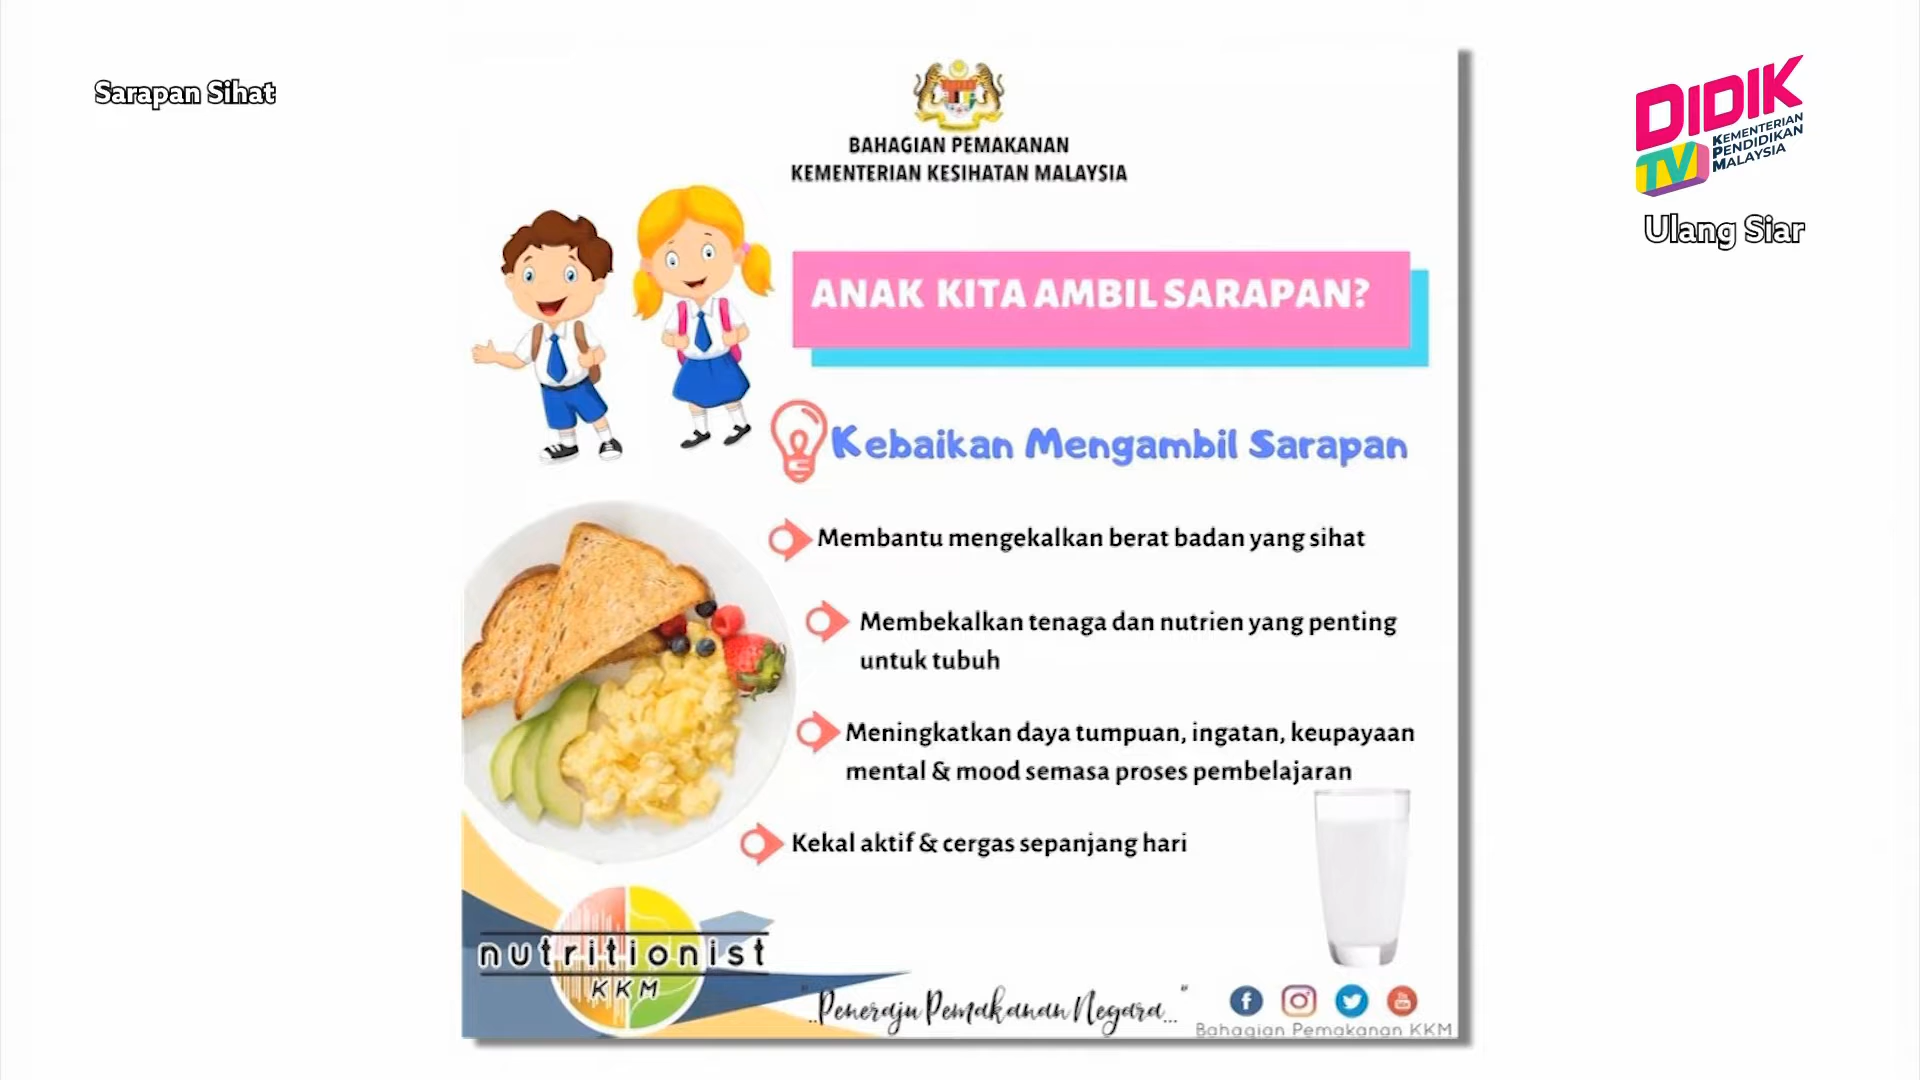 Sarapan Sihat
DIDIK
TV
KEMENTERIAN
PENDIDIKAN
MALAYSIA
Ulang Siar
BAHAGIAN PEMAKANAN
KEMENTERIAN KESIHATAN MALAYSIA
ANAK KITA AMBIL SARAPAN?
Kebaikan Mengambil Sarapan
Membantu mengekalkan berat badan yang sihat
Membekalkan tenaga dan nutrien yang penting
untuk tubuh
Meningkatkan daya tumpuan, ingatan, keupayaan
mental & mood semasa proses pembelajaran
Kekal aktif & cergas sepanjang hari
nutritionist
KKM
"..Peneraju Pemakanan Negara..."
Bahagian Pemakanan KKM